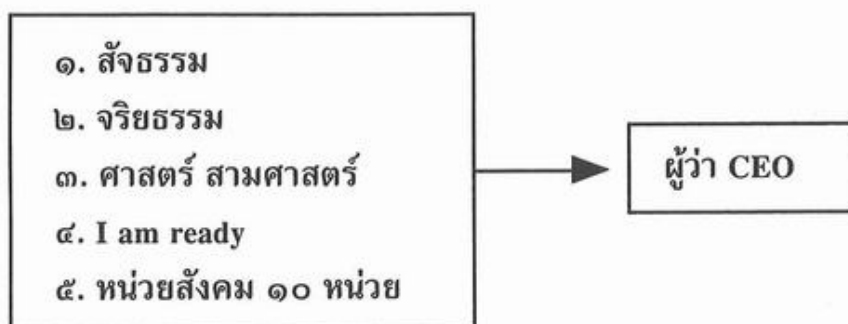 ๑. สัจธรรม
๒. จริยธรรม
๓. ศาสตร์ สามศาสตร์
๔. I am ready
๕. หน่วยสังคม ๑๐ หน่วย
ผู้ว่า CEO